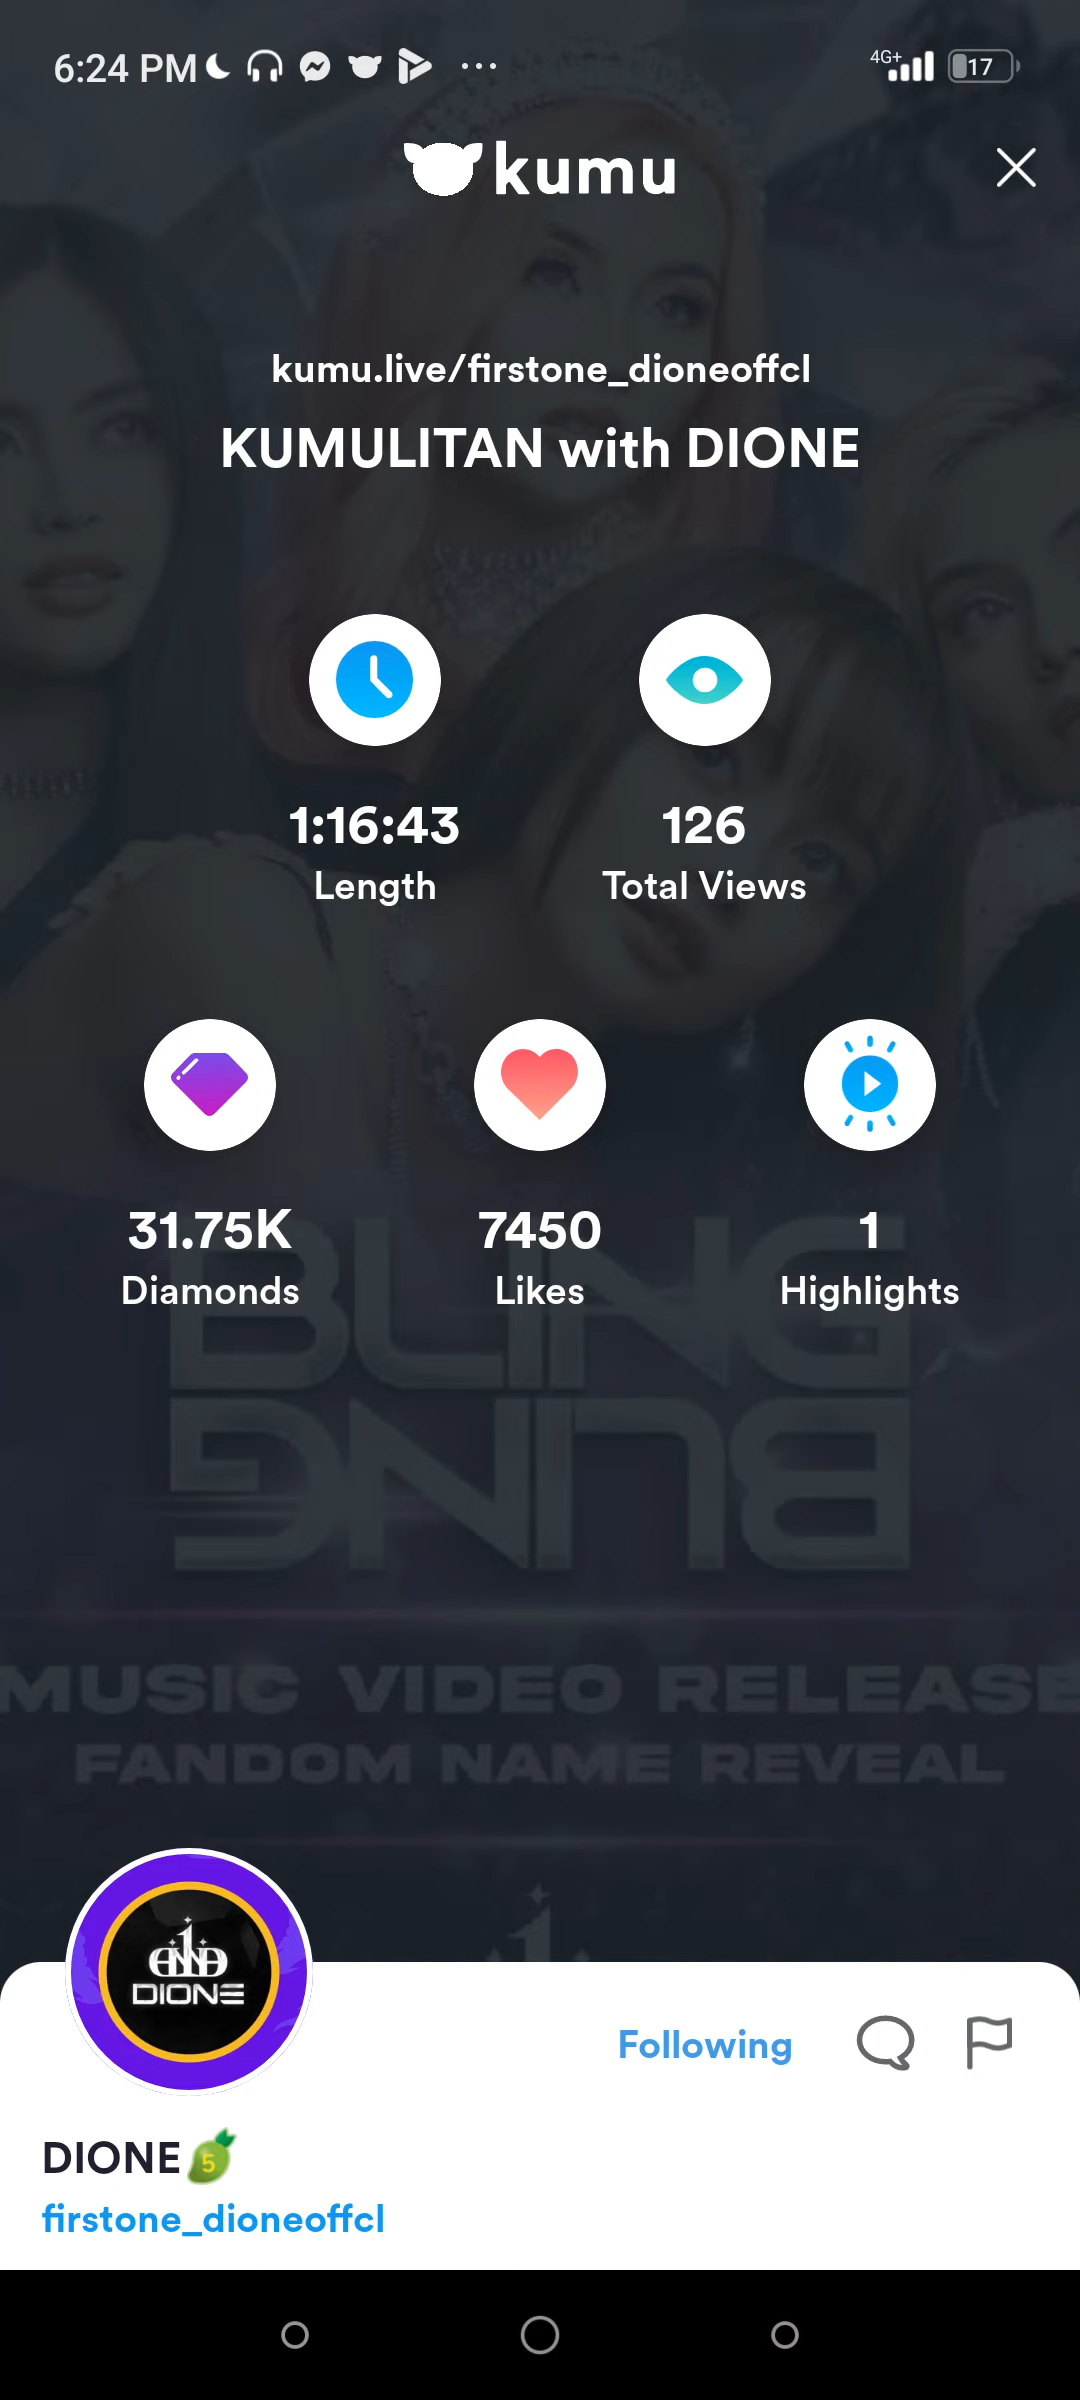 6:24 PM
4G+
17
kumu
kumu.live/firstone_dioneoffcl
KUMULITAN with DIONE
1:16:43
Length
126
Total Views
31.75K
Diamonds
7450
Likes
1
Highlights
BLING
BLING
MUSIC VIDEO RELEASE
FANDOM NAME REVEAL
DIONE
Following
DIONE 5
firstone_dioneoffcl